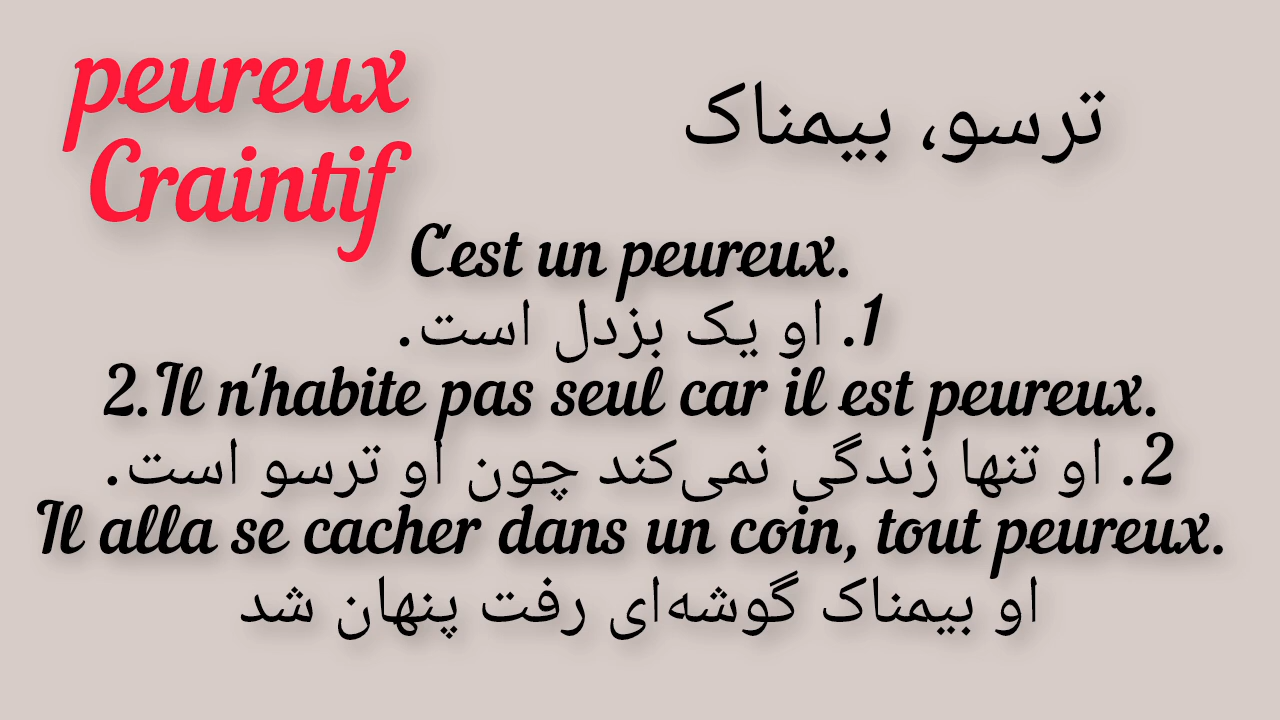 peureux
Craintif
ترسو، بیمناک
C'est un peureux.
1. او یک بزدل است.
2.Il n'habite pas seul car il est peureux.
2. او تنها زندگی نمی‌کند چون او ترسو است.
Il alla se cacher dans un coin, tout peureux.
او بیمناک گوشه‌ای رفت پنهان شد